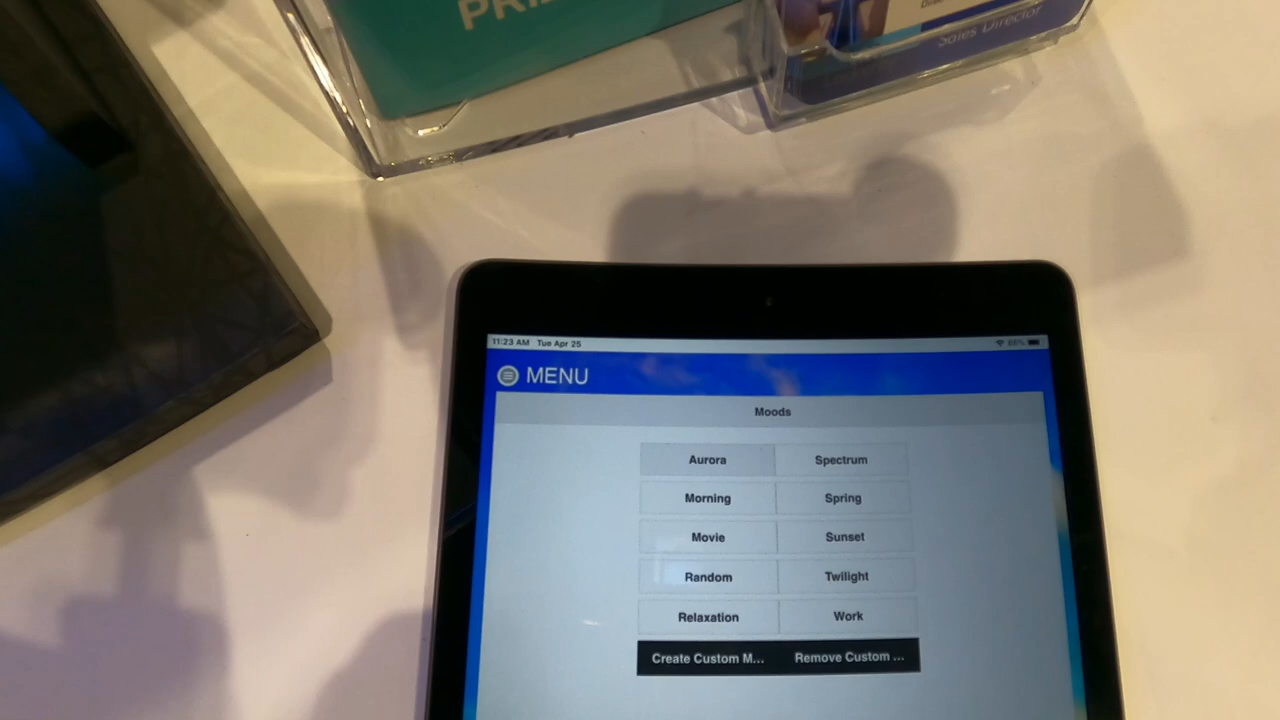 Sales Director
11:23 AM Tue Apr 25
MENU
Moods
Aurora Spectrum
Morning Spring
Movie Sunset
Random Twilight
Relaxation Work
Create Custom M... Remove Custom ...